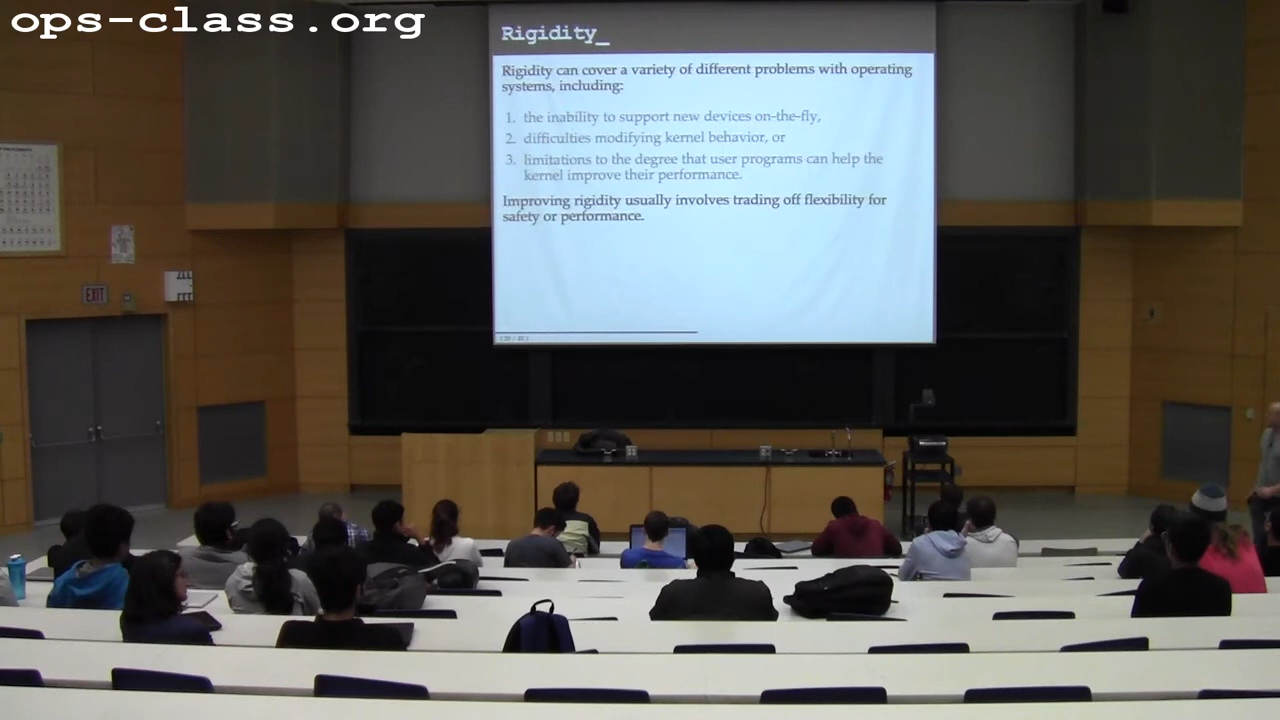 ops-class.org
Rigidity_
Rigidity can cover a variety of different problems with operating
systems, including:
1. the inability to support new devices on-the-fly,
2. difficulties modifying kernel behavior, or
3. limitations to the degree that user programs can help the
kernel improve their performance.
Improving rigidity usually involves trading off flexibility for
safety or performance.
EXIT